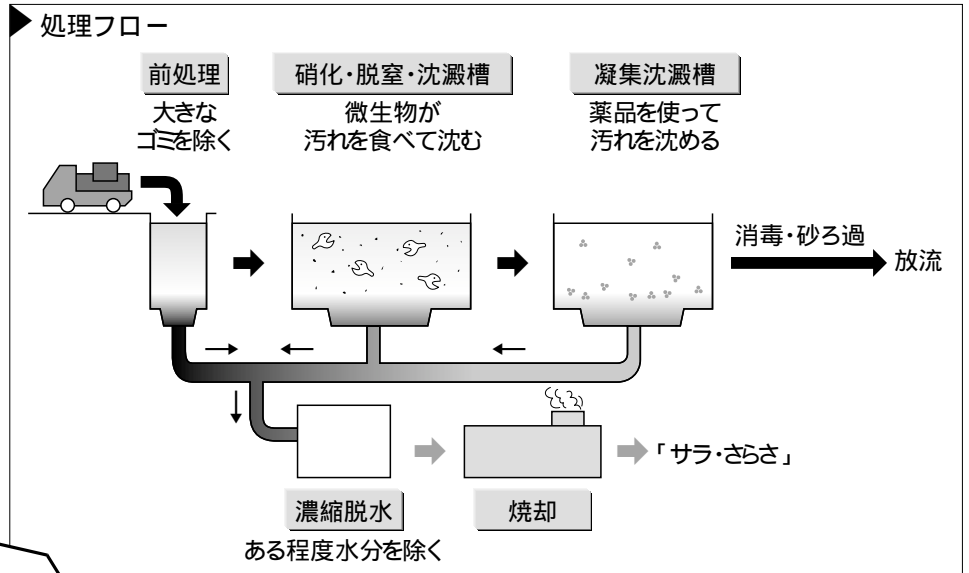 処理フロー
前処理
大きな
ゴミを除く
硝化・脱窒・沈澱槽
微生物が
汚れを食べて沈む
凝集沈澱槽
薬品を使って
汚れを沈める
消毒・砂ろ過
放流
濃縮脱水
ある程度水分を除く
焼却
「サラ・さらさ」